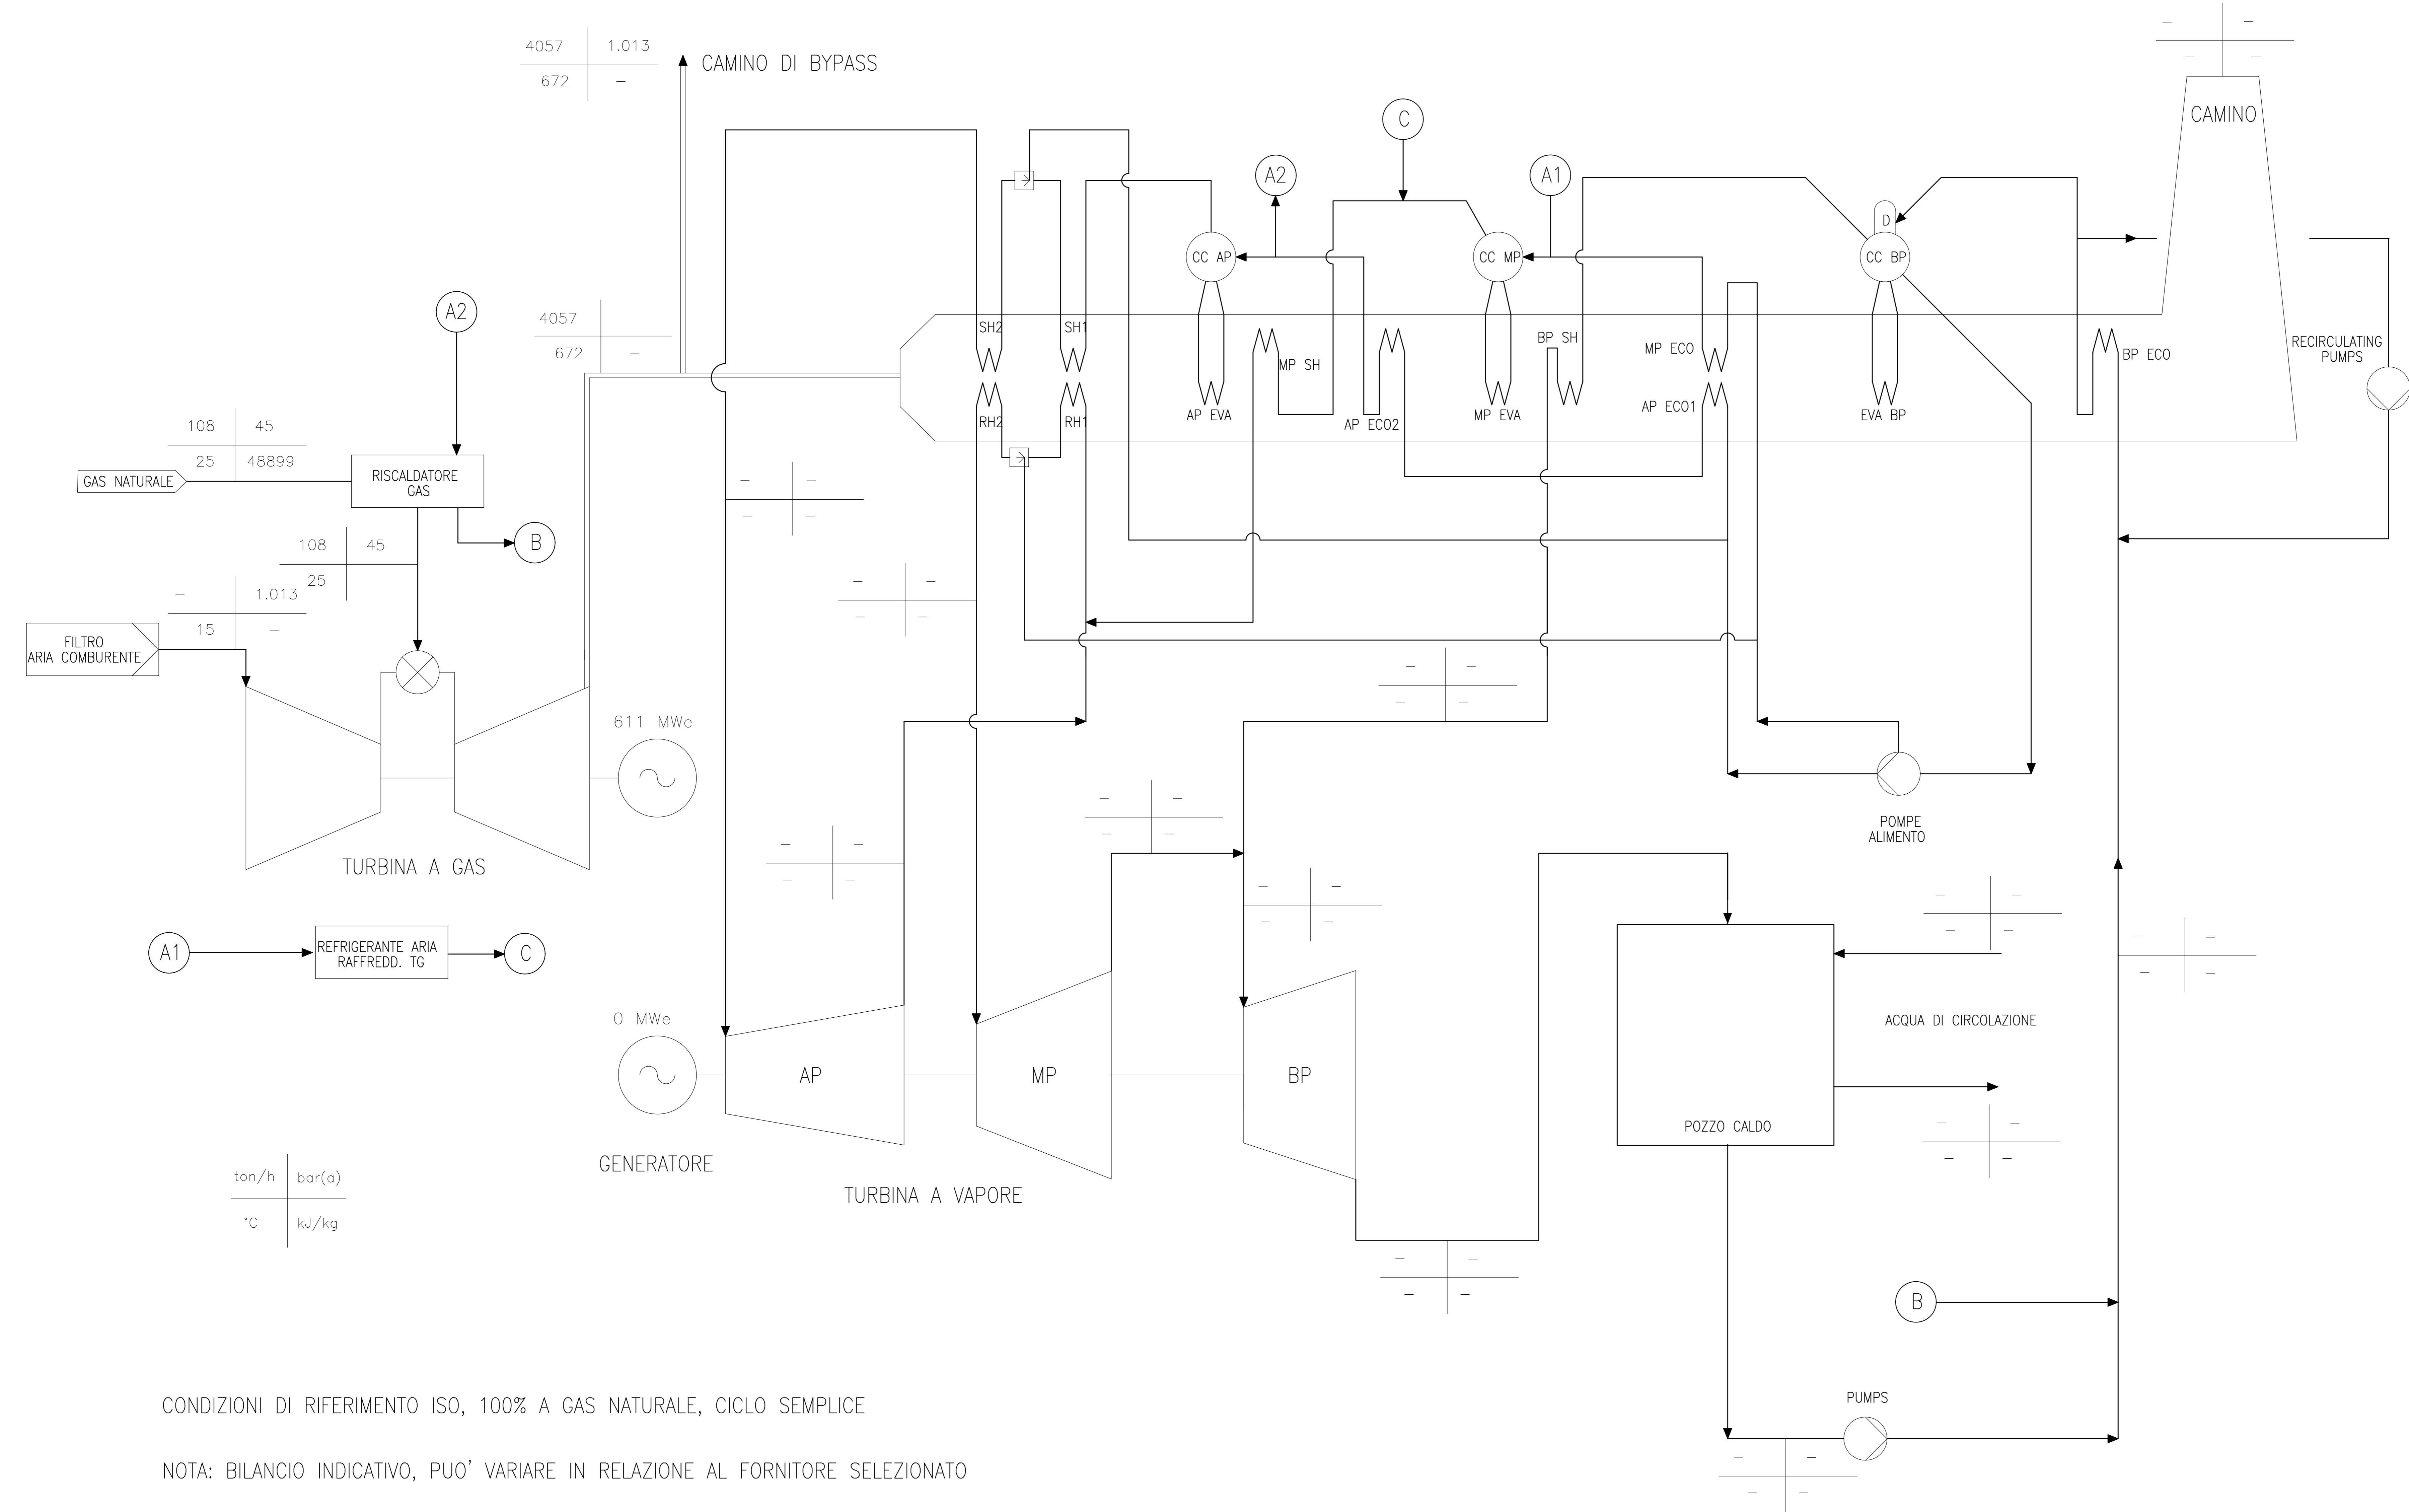 4057 1.013
672 –
CAMINO DI BYPASS
– –
– –
CAMINO
C
A2
A1
D
CC AP
CC MP
CC BP
A2
4057
672 –
SH2
SH1
MP SH
BP SH
MP ECO
BP ECO
RECIRCULATING
PUMPS
RH2
RH1
AP EVA
AP ECO2
MP EVA
AP ECO1
EVA BP
108 45
25 48899
GAS NATURALE
RISCALDATORE
GAS
B
108 45
25
– 1.013
15 –
FILTRO
ARIA COMBURENTE
– –
– –
– –
– –
– –
– –
611 MWe
TURBINA A GAS
– –
– –
– –
– –
– –
– –
POMPE
ALIMENTO
A1
REFRIGERANTE ARIA
RAFFREDD. TG
C
– –
– –
– –
– –
ACQUA DI CIRCOLAZIONE
– –
– –
0 MWe
AP
MP
BP
POZZO CALDO
GENERATORE
TURBINA A VAPORE
ton/h bar(a)
°C kJ/kg
– –
– –
B
PUMPS
– –
– –
CONDIZIONI DI RIFERIMENTO ISO, 100% A GAS NATURALE, CICLO SEMPLICE
NOTA: BILANCIO INDICATIVO, PUO' VARIARE IN RELAZIONE AL FORNITORE SELEZIONATO